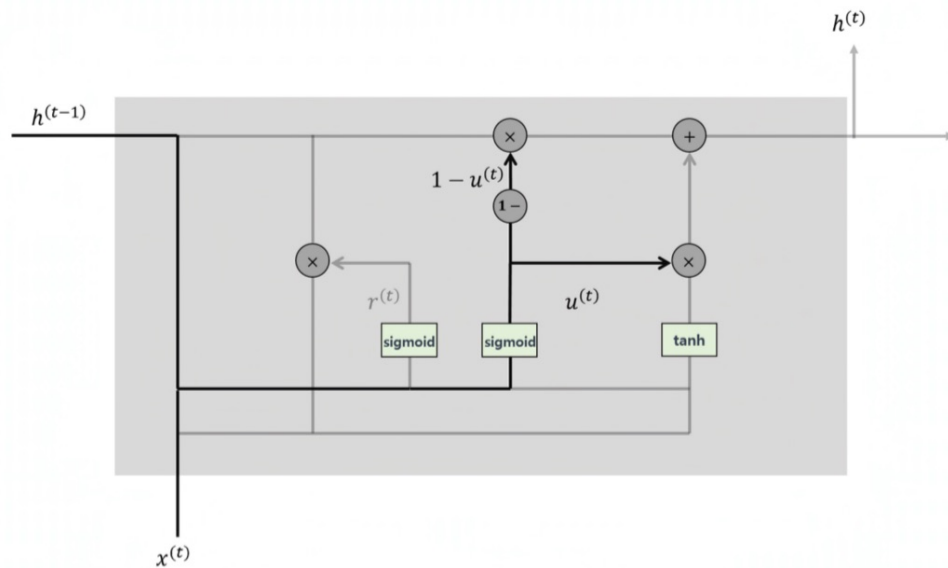 h^(t)
h^(t−1)
×
+
1 − u^(t)
1 −
×
×
r^(t)
u^(t)
sigmoid
sigmoid
tanh
x^(t)